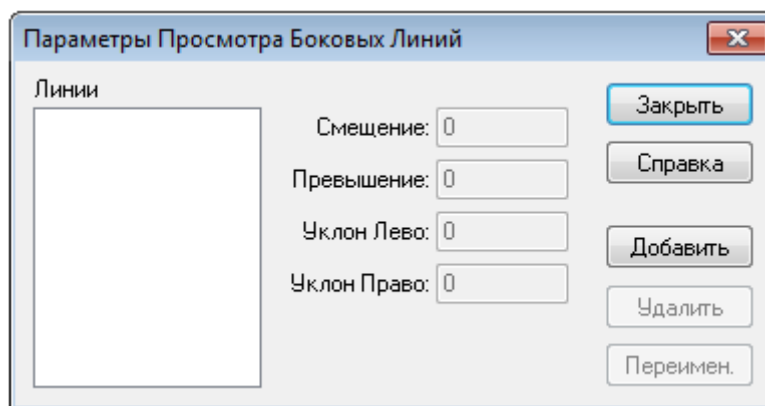 Параметры Просмотра Боковых Линий
Линии
Смещение: 0
Превышение: 0
Уклон Лево: 0
Уклон Право: 0
Закрыть
Справка
Добавить
Удалить
Переимен.